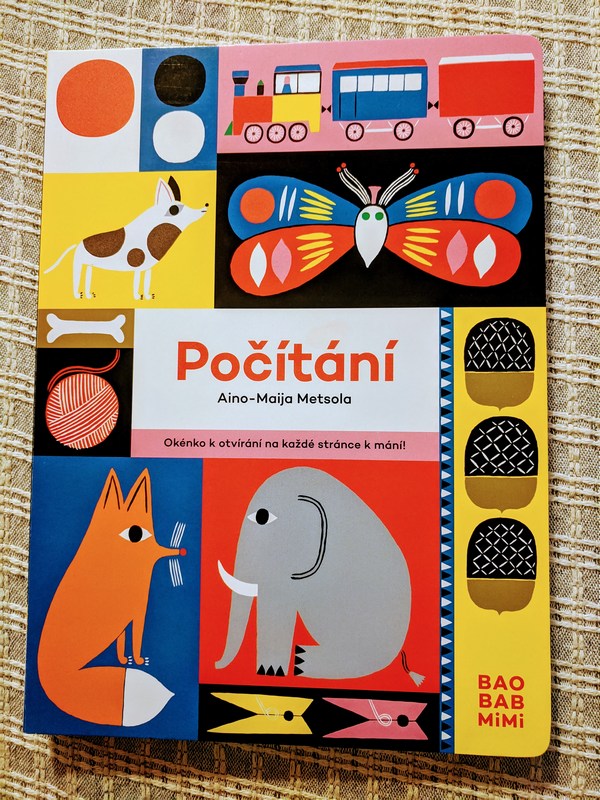 Počítání
Aino-Maija Metsola
Okénko k otvírání na každé stránce k mání!
BAO
BAB
MiMi